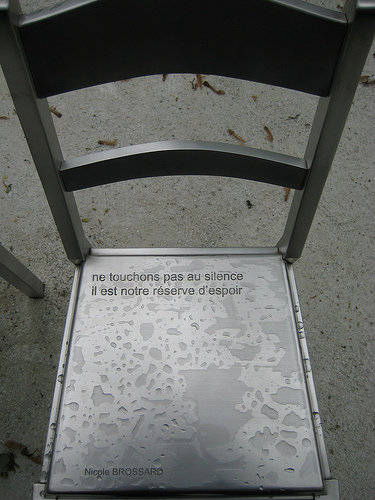 ne touchons pas au silence
il est notre réserve d'espoir
Nicole BROSSARD